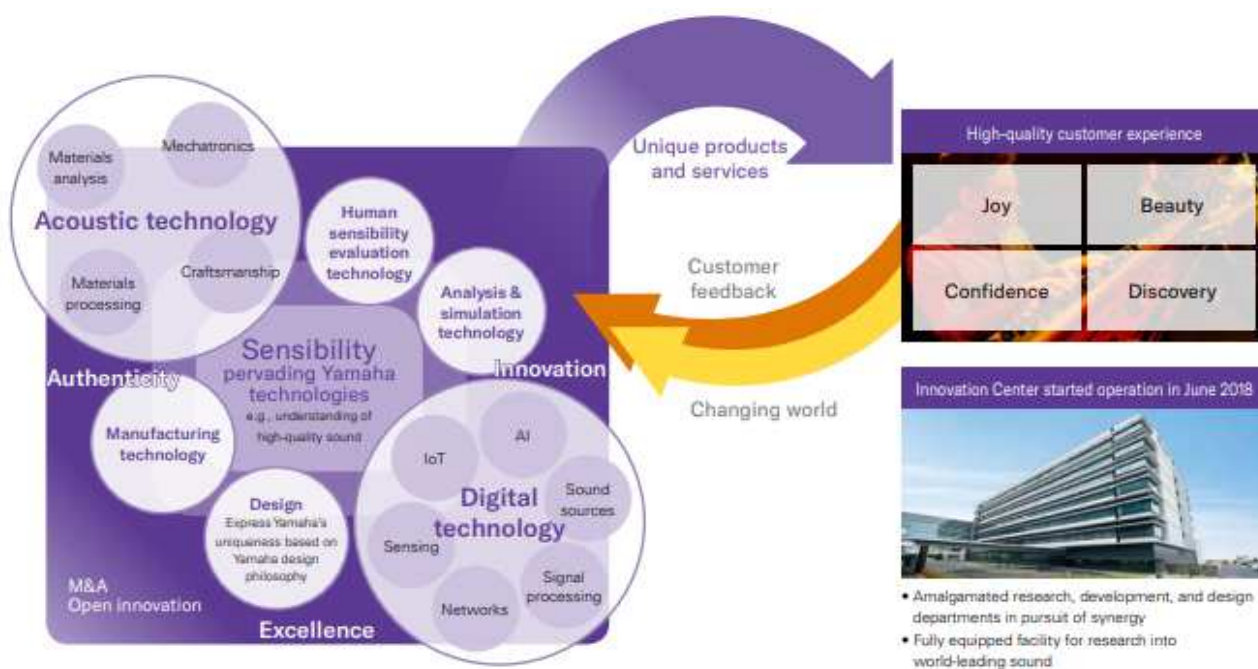 Materials
analysis
Mechatronics
Acoustic technology
Materials
processing
Craftsmanship
Human
sensibility
evaluation
technology
Analysis &
simulation
technology
Sensibility
pervading Yamaha
technologies
e.g., understanding of
high-quality sound
Authenticity
Innovation
Manufacturing
technology
Design
Express Yamaha's
uniqueness based on
Yamaha design
philosophy
IoT
AI
Digital
technology
Sound
sources
Sensing
Networks
Signal
processing
M&A
Open innovation
Excellence
Unique products
and services
Customer
feedback
Changing world
High-quality customer experience
Joy
Beauty
Confidence
Discovery
Innovation Center started operation in June 2018
• Amalgamated research, development, and design
departments in pursuit of synergy
• Fully equipped facility for research into
world-leading sound